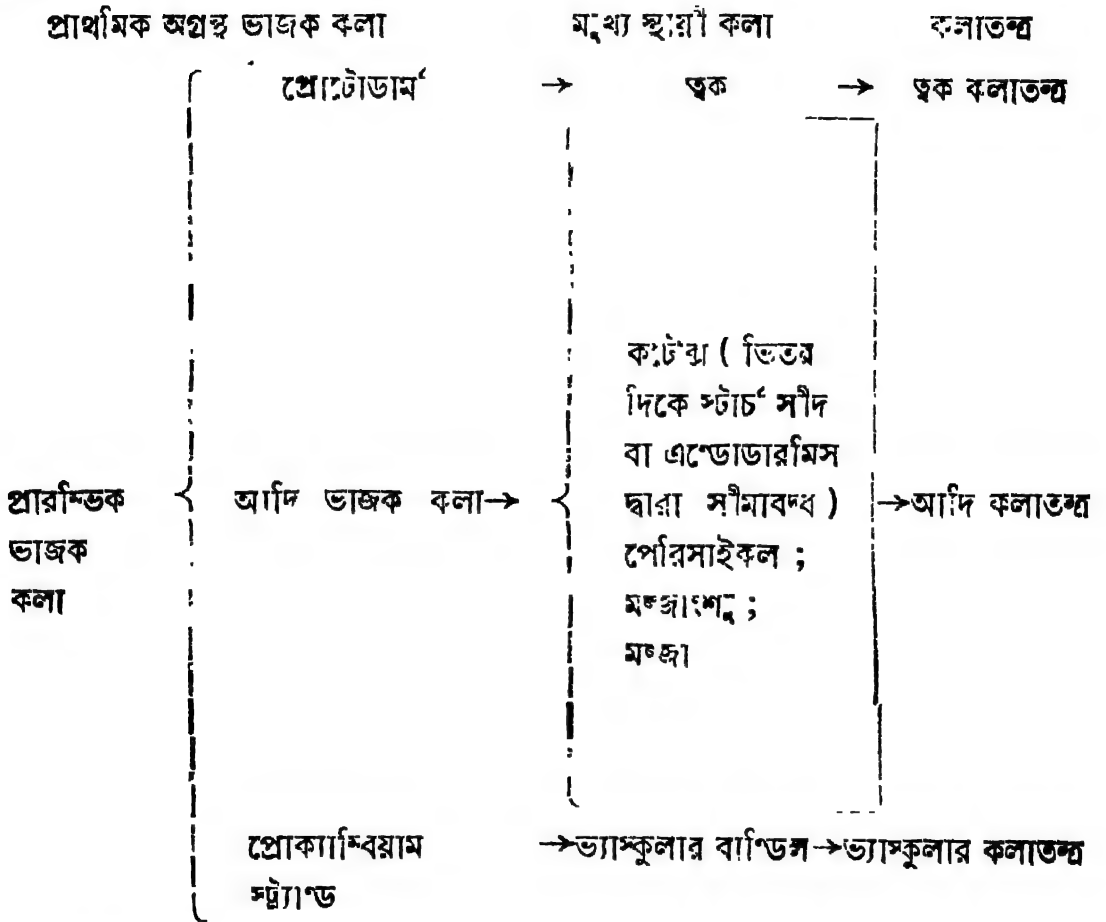 প্রাথমিক অগ্রস্থ ভাজক কলা মুখ্য স্থায়ী কলা কলাতন্ত্র
প্রোটোডার্ম → ত্বক → ত্বক কলাতন্ত্র
কর্টেক্স ( ভিতর
দিকে স্টার্চ সীদ
বা এণ্ডোডারমিস
প্রারম্ভিক আদি ভাজক কলা→ দ্বারা সীমাবদ্ধ ) →আদি কলাতন্ত্র
ভাজক পেরিসাইকল ;
কলা মজ্জাংশু ;
মজ্জা
প্রোক্যাম্বিয়াম →ভ্যাস্কুলার বাণ্ডিল→ভ্যাস্কুলার কলাতন্ত্র
স্ট্র্যাণ্ড